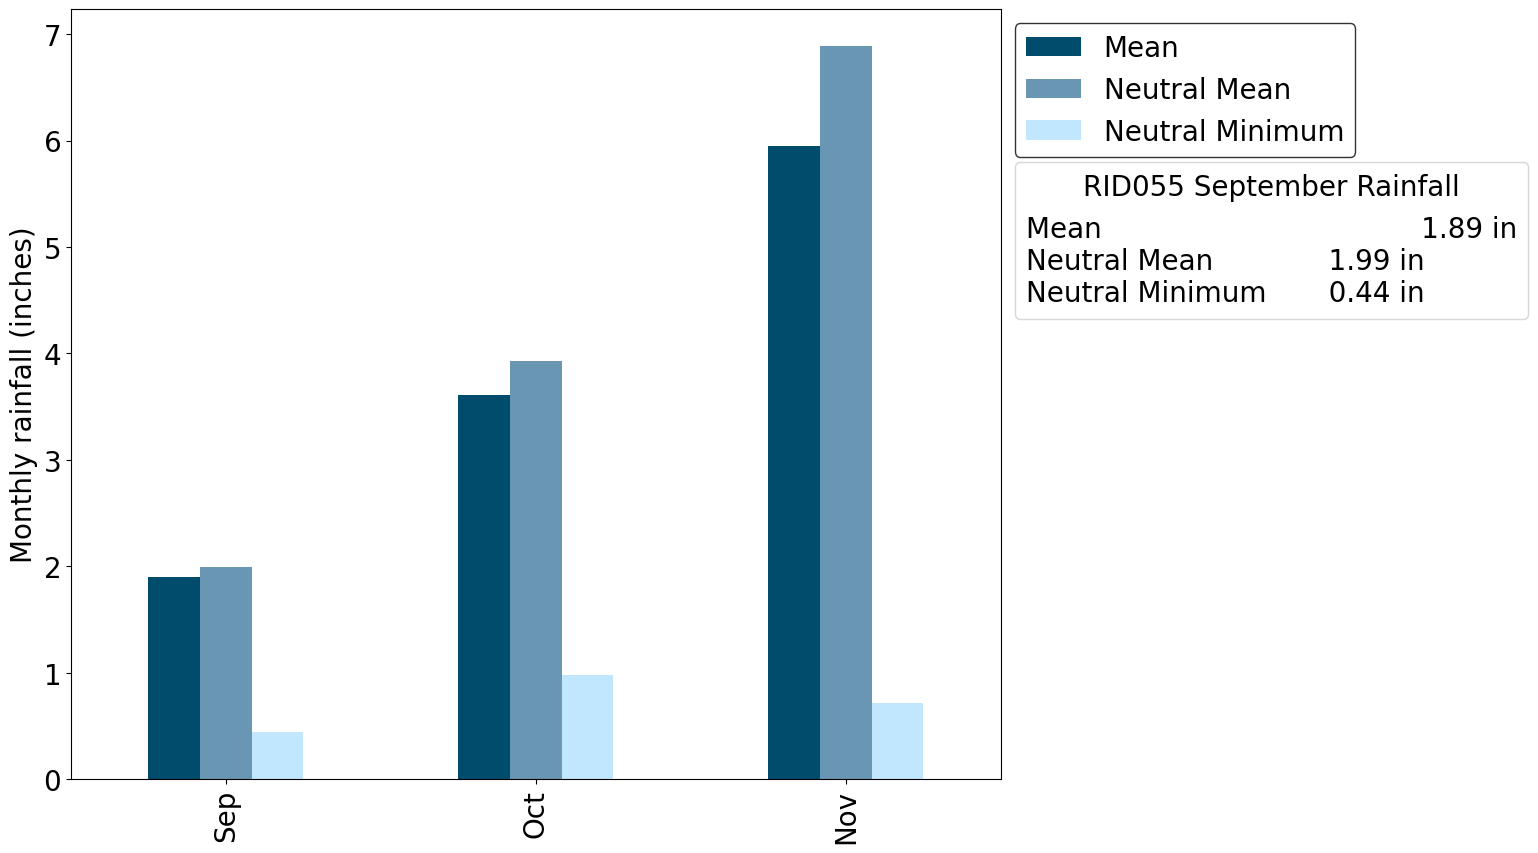 Monthly rainfall (inches)
7
6
5
4
3
2
1
0
Sep
Oct
Nov
Mean
Neutral Mean
Neutral Minimum
RID055 September Rainfall
Mean 1.89 in
Neutral Mean 1.99 in
Neutral Minimum 0.44 in